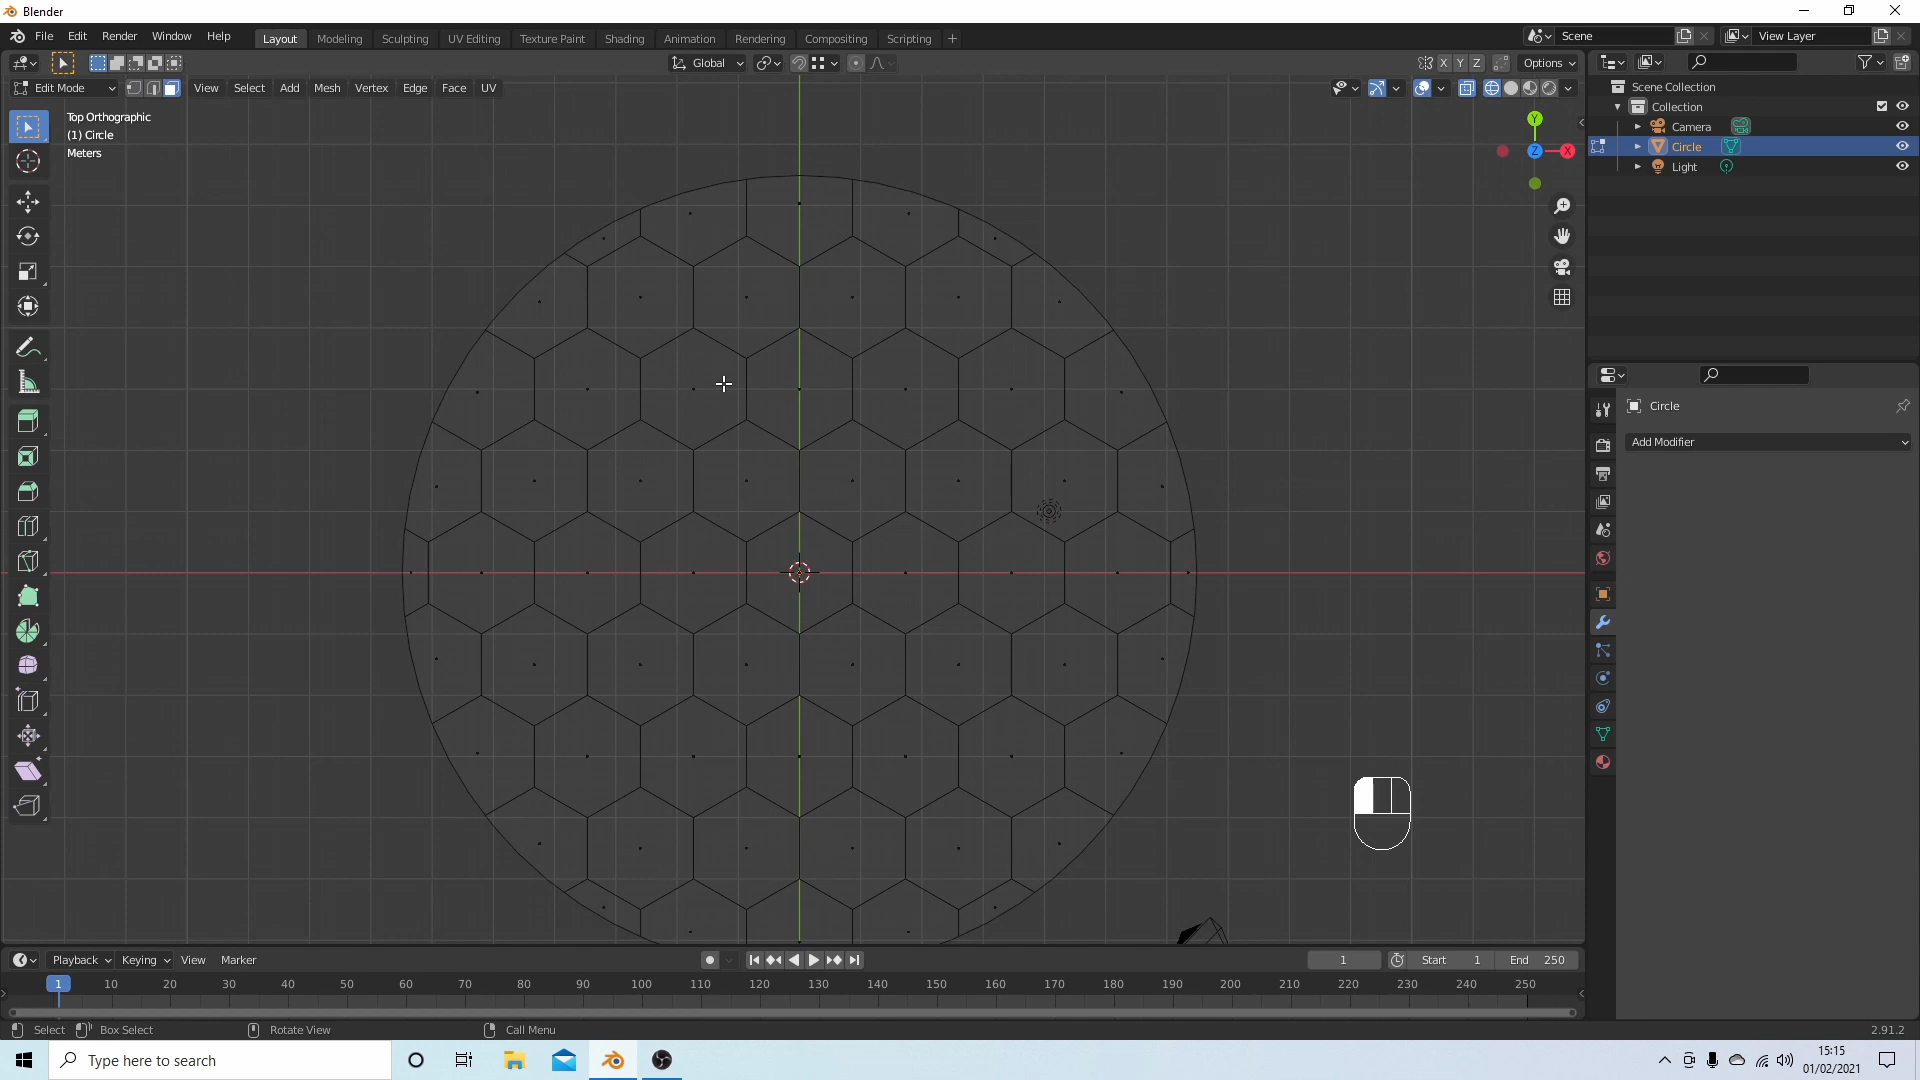 Blender
File Edit Render Window Help Layout Modeling Sculpting UV Editing Texture Paint Shading Animation Rendering Compositing Scripting + Scene View Layer
Global X Y Z Options
Edit Mode View Select Add Mesh Vertex Edge Face UV
Top Orthographic
(1) Circle
Meters
Y
Z X
Scene Collection
Collection
Camera
Circle
Light
Circle
Add Modifier
Playback Keying View Marker 1 Start 1 End 250
1 10 20 30 40 50 60 70 80 90 100 110 120 130 140 150 160 170 180 190 200 210 220 230 240 250
Select Box Select Rotate View Call Menu 2.91.2
Type here to search
15:15
01/02/2021